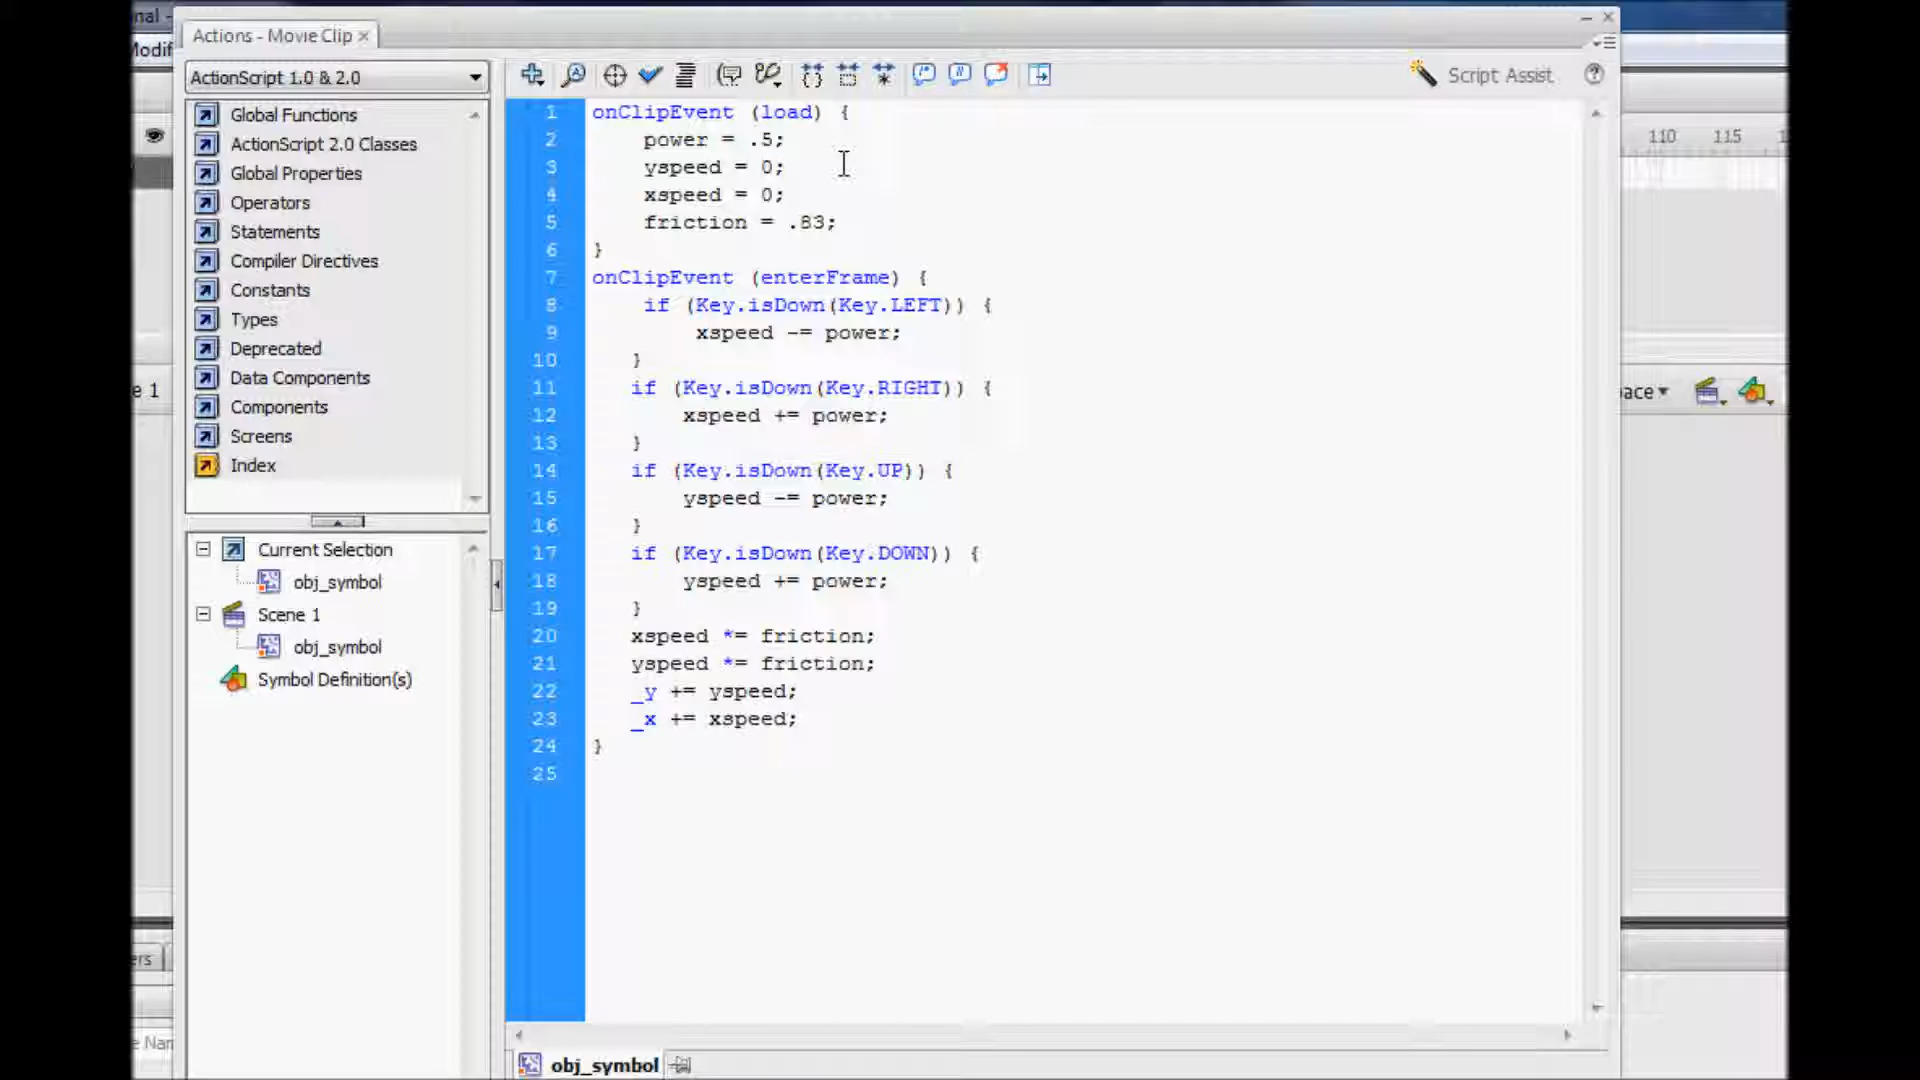 nal -
Modif
Actions - Movie Clip ×
ActionScript 1.0 & 2.0
Script Assist
Global Functions
ActionScript 2.0 Classes
Global Properties
Operators
Statements
Compiler Directives
Constants
Types
Deprecated
Data Components
Components
Screens
Index
Current Selection
obj_symbol
Scene 1
obj_symbol
Symbol Definition(s)
1 onClipEvent (load) {
2 power = .5;
3 yspeed = 0;
4 xspeed = 0;
5 friction = .83;
6 }
7 onClipEvent (enterFrame) {
8 if (Key.isDown(Key.LEFT)) {
9 xspeed -= power;
10 }
11 if (Key.isDown(Key.RIGHT)) {
12 xspeed += power;
13 }
14 if (Key.isDown(Key.UP)) {
15 yspeed -= power;
16 }
17 if (Key.isDown(Key.DOWN)) {
18 yspeed += power;
19 }
20 xspeed *= friction;
21 yspeed *= friction;
22 _y += yspeed;
23 _x += xspeed;
24 }
25
obj_symbol
110 115
e 1
ace
ers
e Nam